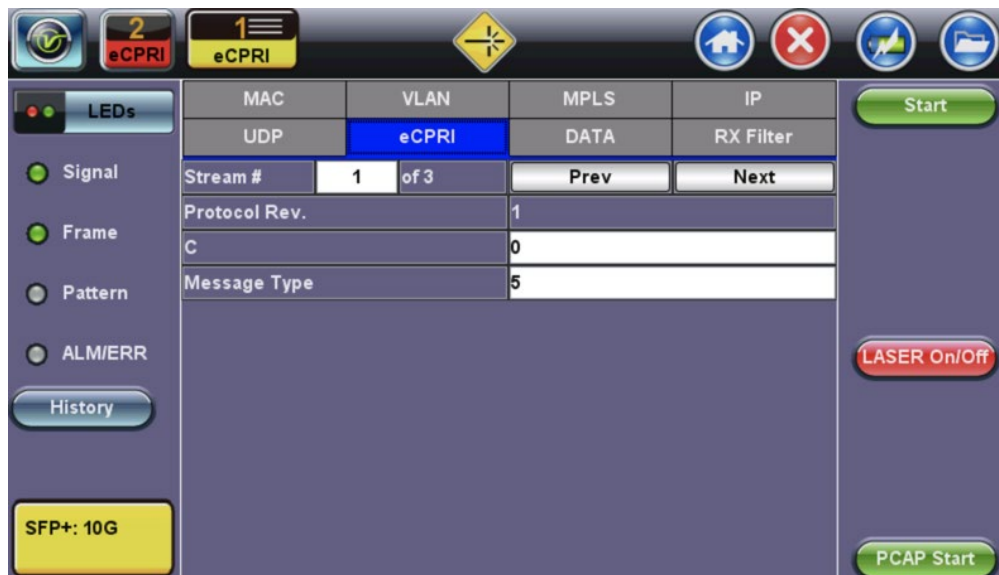 2 1
eCPRI eCPRI
LEDs MAC VLAN MPLS IP Start
UDP eCPRI DATA RX Filter
Signal Stream # 1 of 3 Prev Next
Protocol Rev. 1
Frame
C 0
Pattern Message Type 5
ALM/ERR LASER On/Off
History
SFP+: 10G
PCAP Start